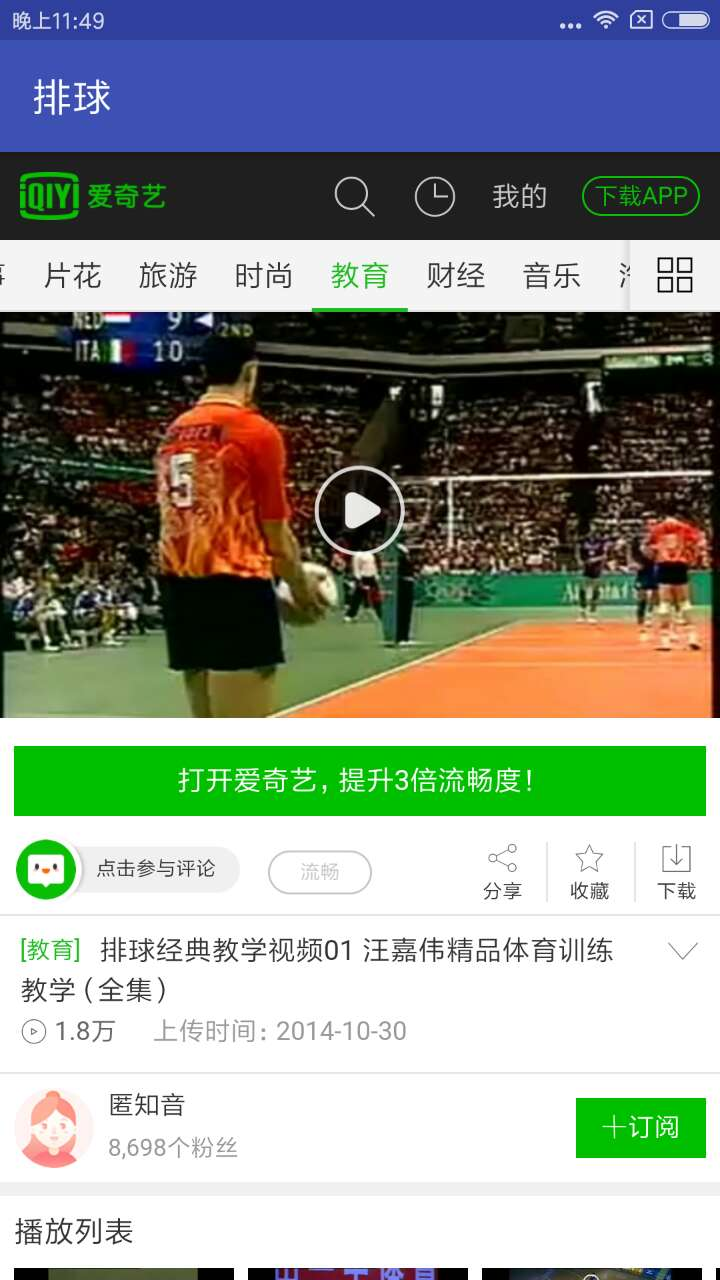 晚上11:49
排球
iQIYI 爱奇艺 我的 下载APP
片花 旅游 时尚 教育 财经 音乐
NED 9 2ND
ITA 10
5
打开爱奇艺，提升3倍流畅度！
点击参与评论 流畅 分享 收藏 下载
[教育] 排球经典教学视频01 汪嘉伟精品体育训练
教学（全集）
1.8万 上传时间：2014-10-30
匿知音
8,698个粉丝
十订阅
播放列表